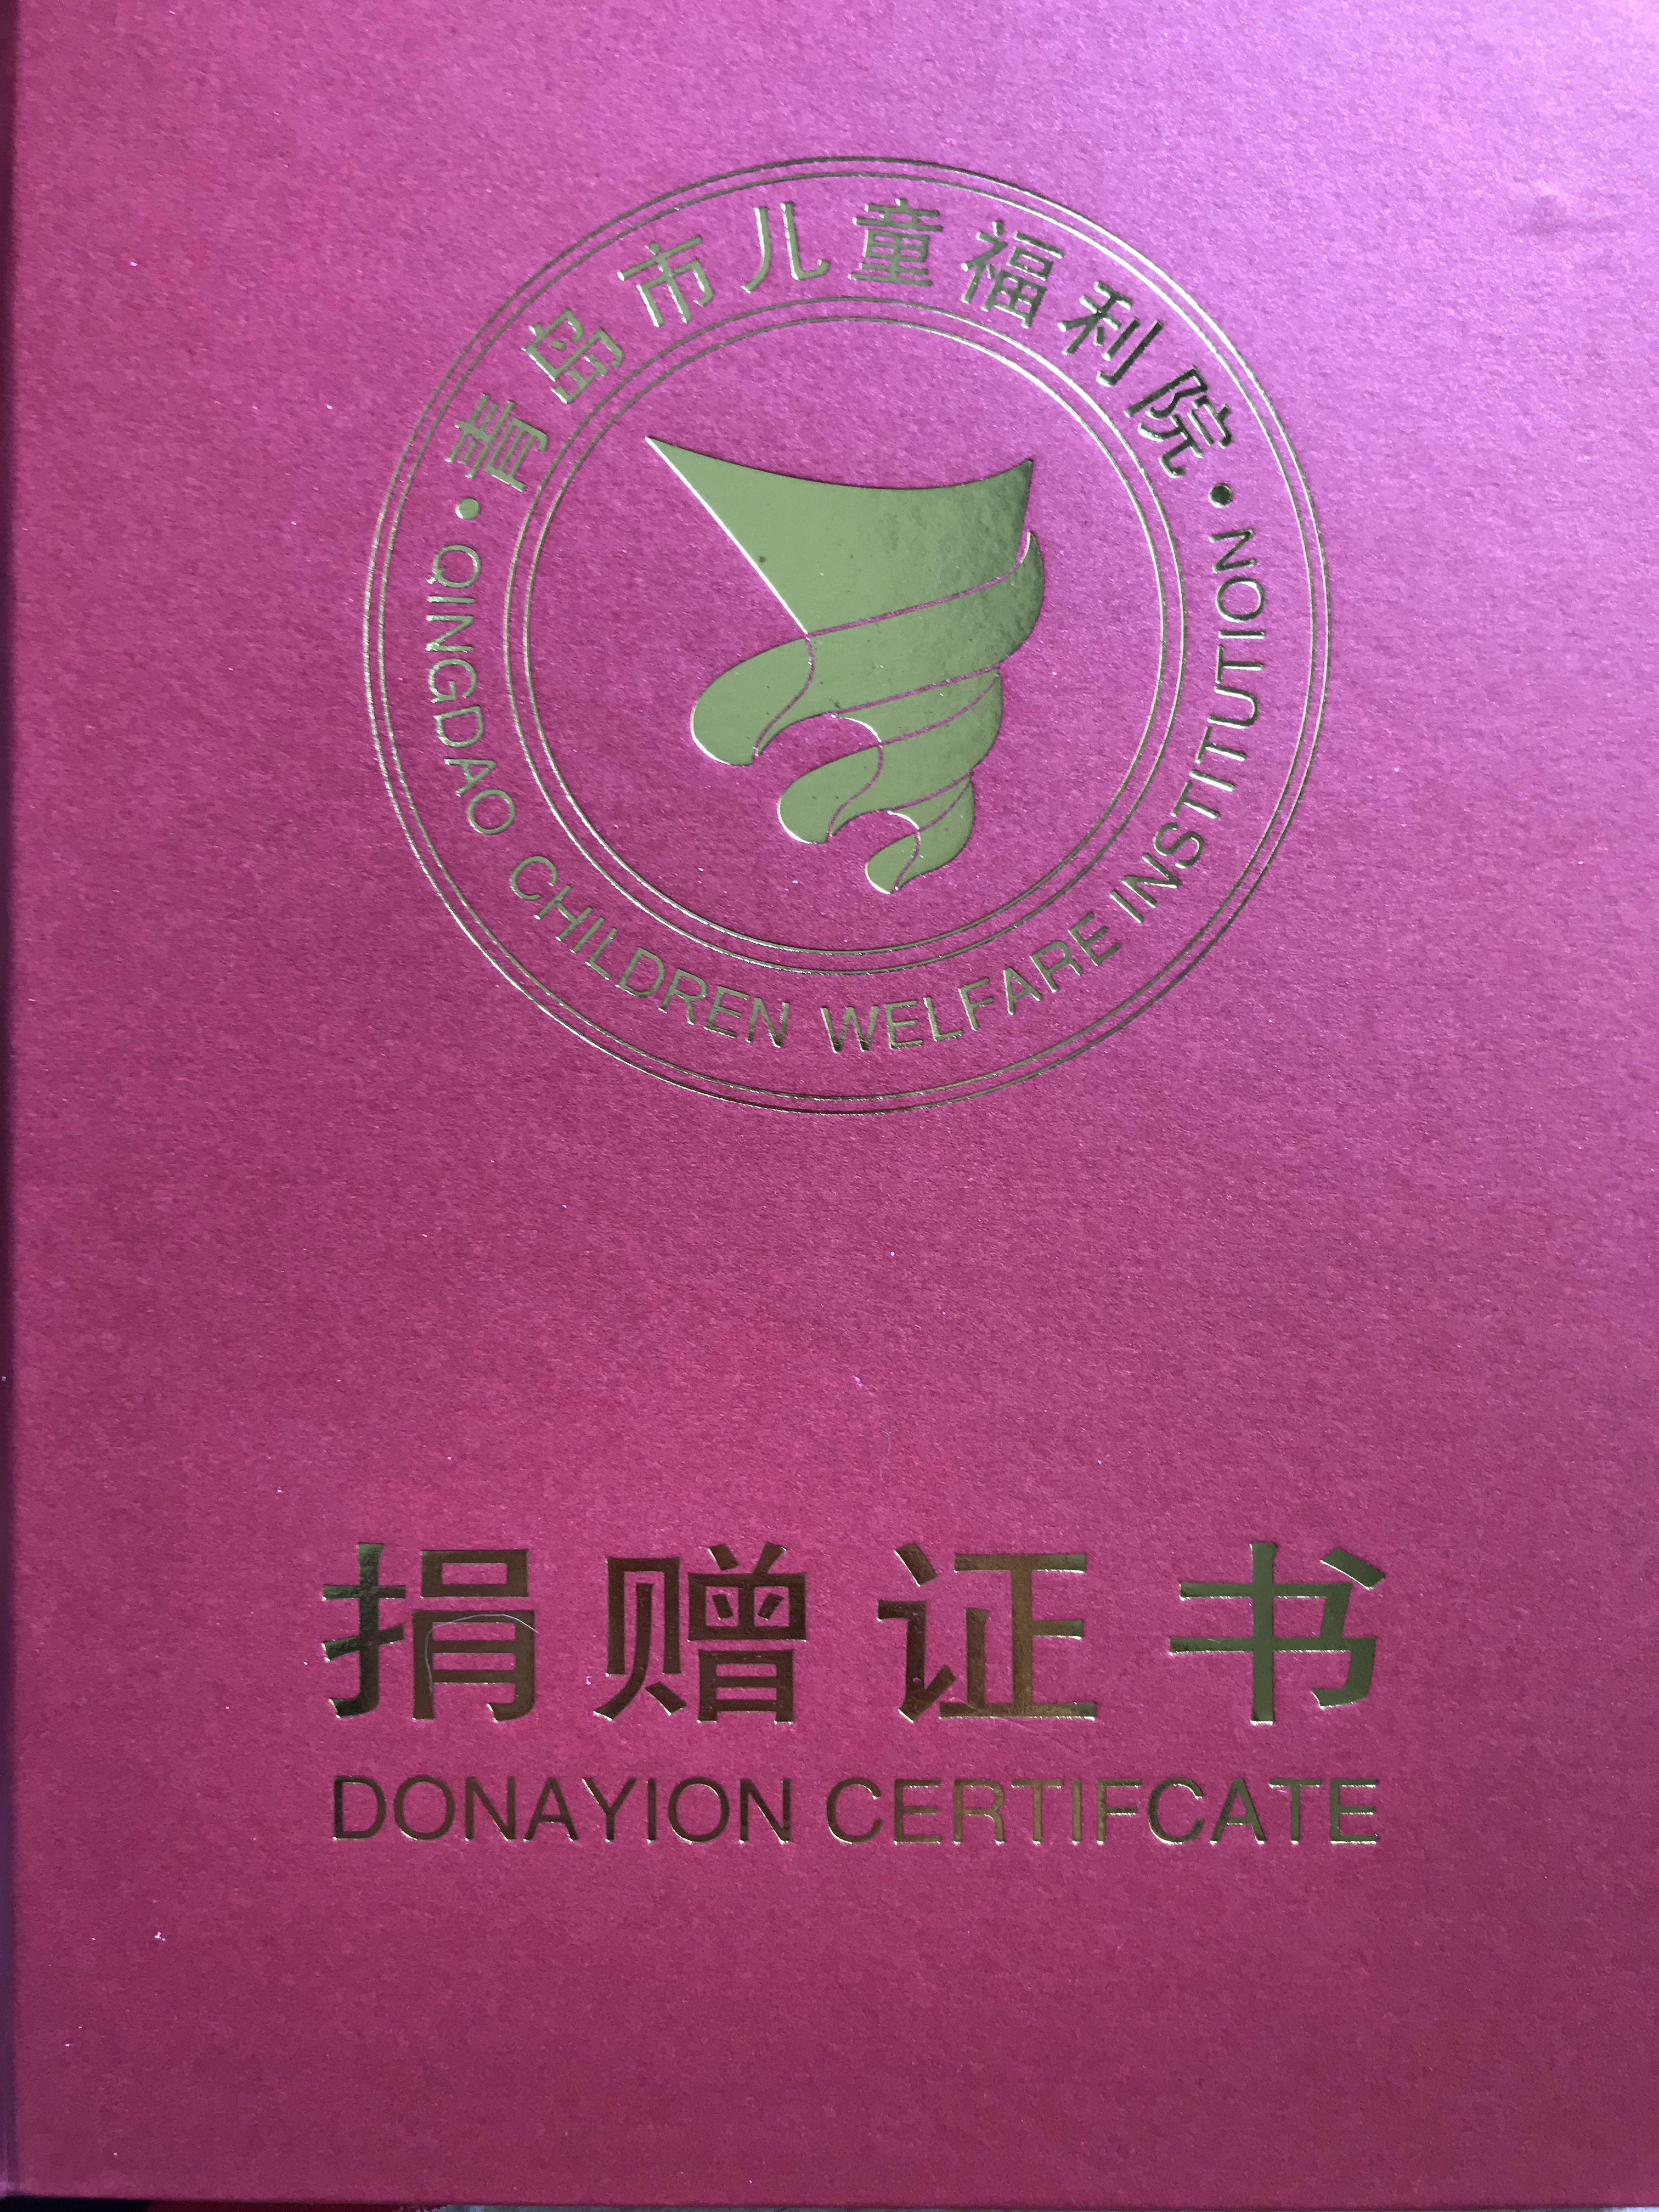 ·青岛市儿童福利院·
QINGDAO CHILDREN WELFARE INSTITUTION
捐赠证书
DONAYION CERTIFCATE